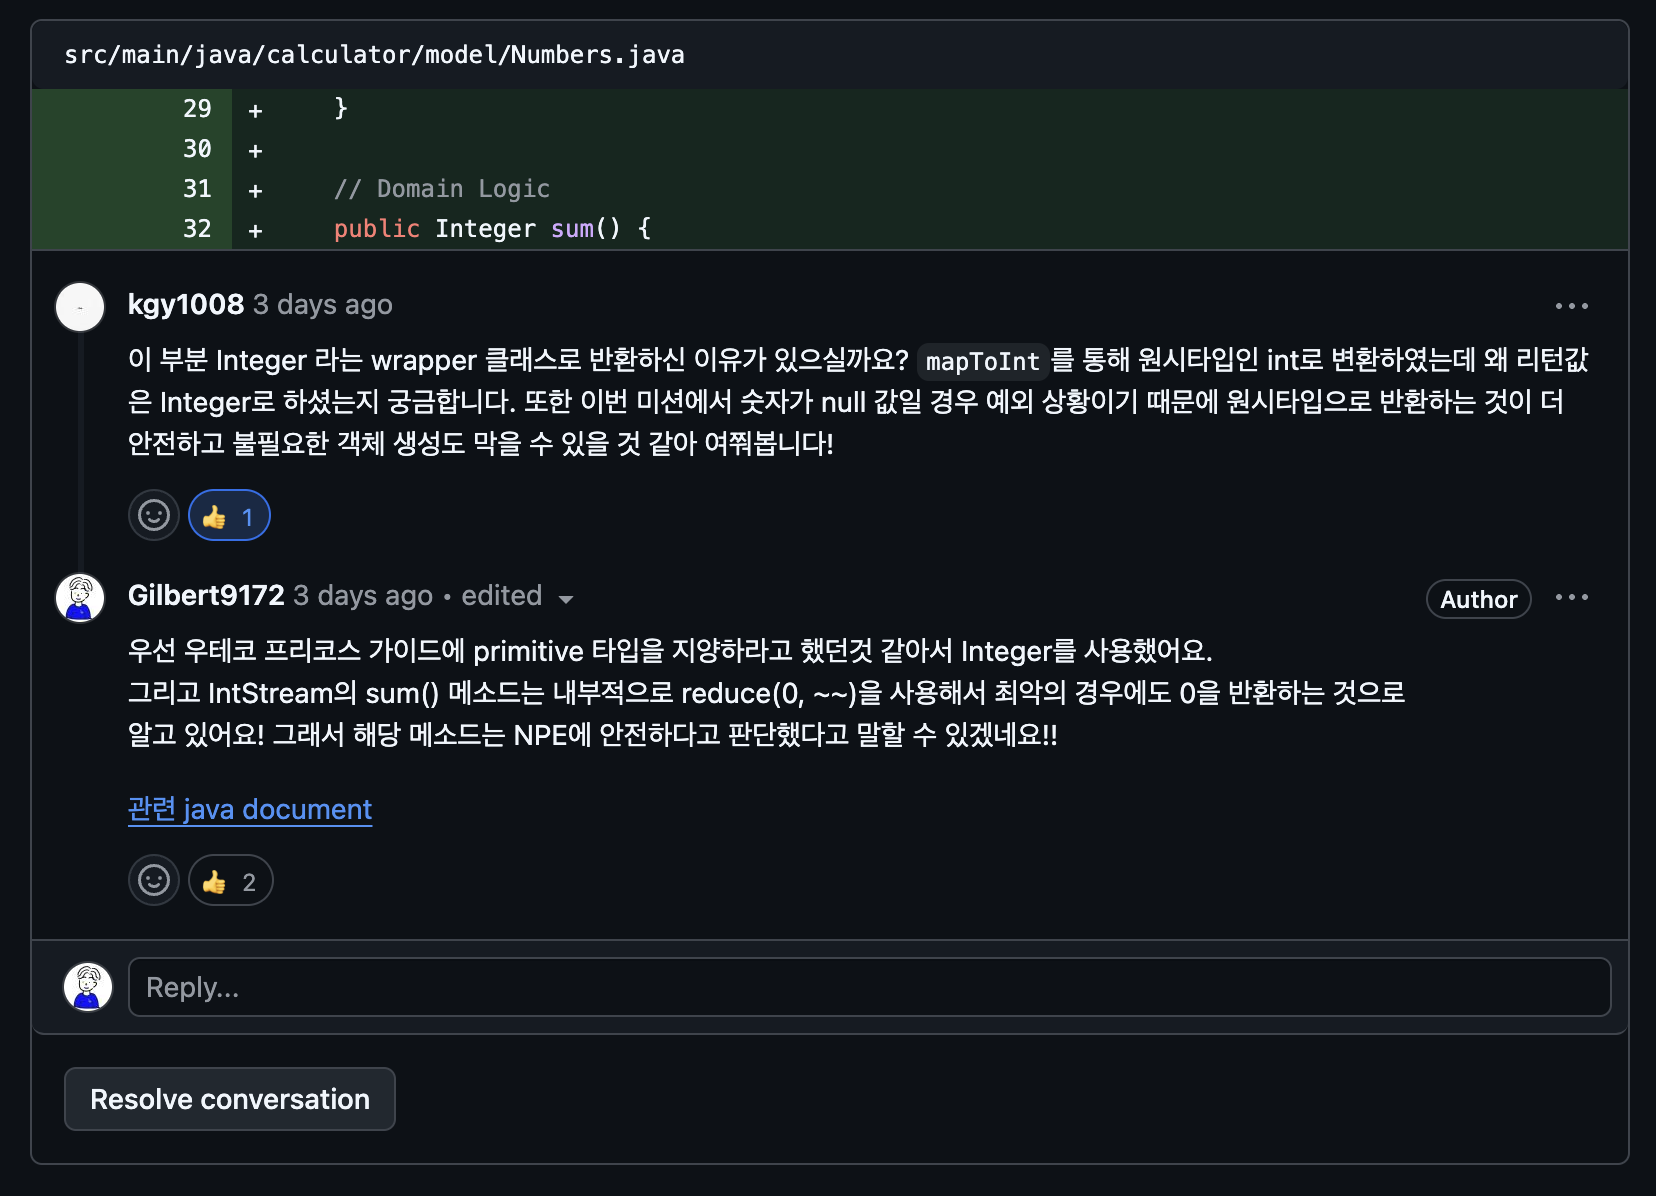 src/main/java/calculator/model/Numbers.java
29 + }
30 +
31 + // Domain Logic
32 + public Integer sum() {
kgy1008 3 days ago
이 부분 Integer 라는 wrapper 클래스로 반환하신 이유가 있으실까요? mapToInt를 통해 원시타입인 int로 변환하였는데 왜 리턴값
은 Integer로 하셨는지 궁금합니다. 또한 이번 미션에서 숫자가 null 값일 경우 예외 상황이기 때문에 원시타입으로 반환하는 것이 더
안전하고 불필요한 객체 생성도 막을 수 있을 것 같아 여쭤봅니다!
👍 1
Gilbert9172 3 days ago • edited
Author
우선 우테코 프리코스 가이드에 primitive 타입을 지양하라고 했던것 같아서 Integer를 사용했어요.
그리고 IntStream의 sum() 메소드는 내부적으로 reduce(0, ~~)을 사용해서 최악의 경우에도 0을 반환하는 것으로
알고 있어요! 그래서 해당 메소드는 NPE에 안전하다고 판단했다고 말할 수 있겠네요!!
관련 java document
👍 2
Reply...
Resolve conversation